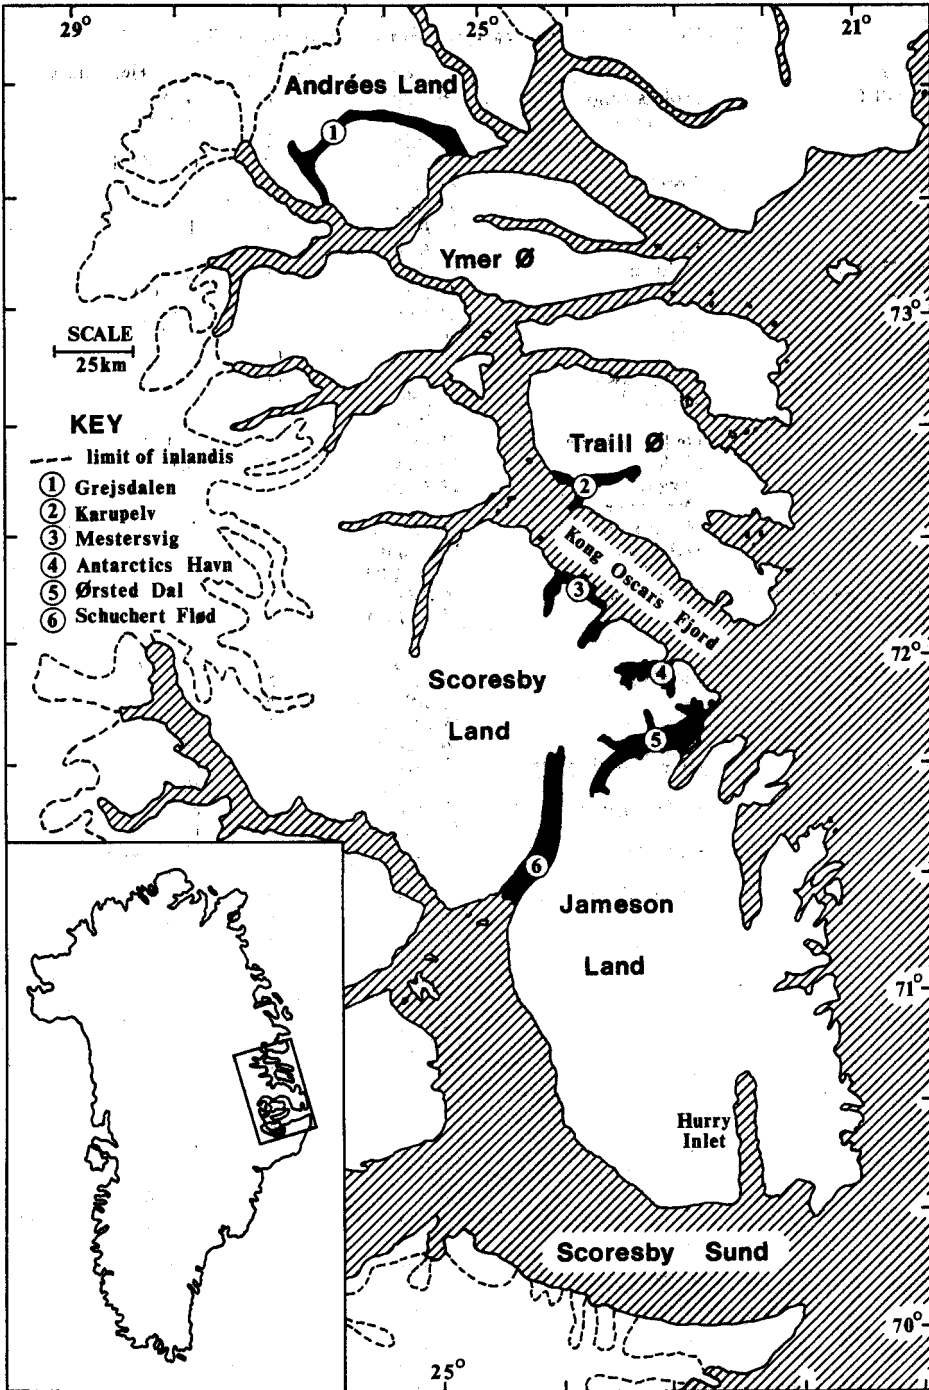 29°
25°
21°
Andrées Land
1
Ymer Ø
73°
SCALE
25km
KEY
limit of inlandis
1 Grejsdalen
2 Karupelv
3 Mestersvig
4 Antarctics Havn
5 Ørsted Dal
6 Schuchert Flød
Traill Ø
2
Kong Oscars Fjord
3
72°
4
Scoresby
Land
5
6
Jameson
Land
71°
Hurry
Inlet
Scoresby Sund
70°
25°